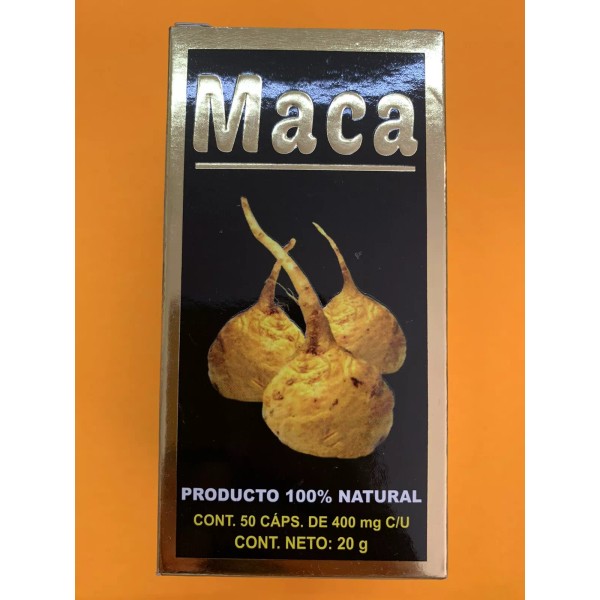 Maca
PRODUCTO 100% NATURAL
CONT. 50 CÁPS. DE 400 mg C/U
CONT. NETO: 20 g